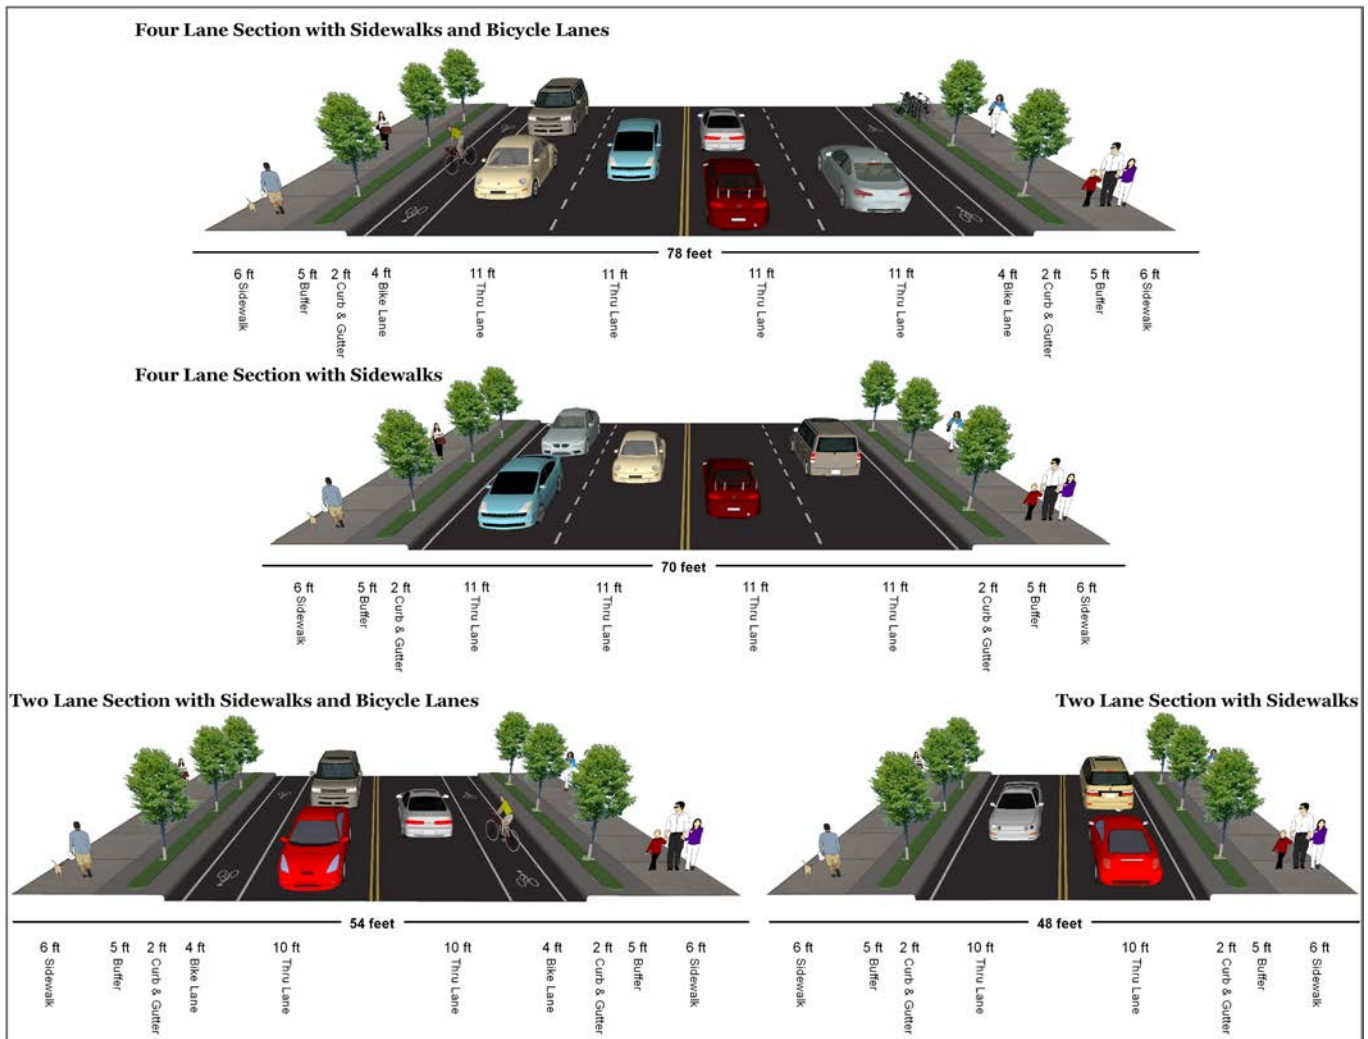 Four Lane Section with Sidewalks and Bicycle Lanes
78 feet
6 ft Sidewalk
5 ft Buffer
2 ft Curb & Gutter
4 ft Bike Lane
11 ft Thru Lane
11 ft Thru Lane
11 ft Thru Lane
11 ft Thru Lane
4 ft Bike Lane
2 ft Curb & Gutter
5 ft Buffer
6 ft Sidewalk
Four Lane Section with Sidewalks
70 feet
6 ft Sidewalk
5 ft Buffer
2 ft Curb & Gutter
11 ft Thru Lane
11 ft Thru Lane
11 ft Thru Lane
11 ft Thru Lane
2 ft Curb & Gutter
5 ft Buffer
6 ft Sidewalk
Two Lane Section with Sidewalks and Bicycle Lanes
54 feet
6 ft Sidewalk
5 ft Buffer
2 ft Curb & Gutter
4 ft Bike Lane
10 ft Thru Lane
10 ft Thru Lane
4 ft Bike Lane
2 ft Curb & Gutter
5 ft Buffer
6 ft Sidewalk
Two Lane Section with Sidewalks
48 feet
6 ft Sidewalk
5 ft Buffer
2 ft Curb & Gutter
10 ft Thru Lane
10 ft Thru Lane
2 ft Curb & Gutter
5 ft Buffer
6 ft Sidewalk